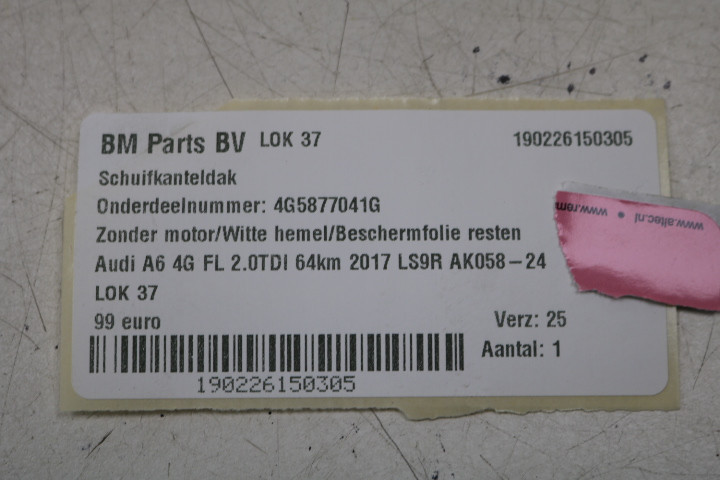 BM Parts BV LOK 37 190226150305
Schuifkanteldak
Onderdeelnummer: 4G5877041G
Zonder motor/Witte hemel/Beschermfolie resten
Audi A6 4G FL 2.0TDI 64km 2017 LS9R AK058-24
LOK 37
99 euro Verz: 25
Aantal: 1
190226150305
www.altec.nl • www.rem